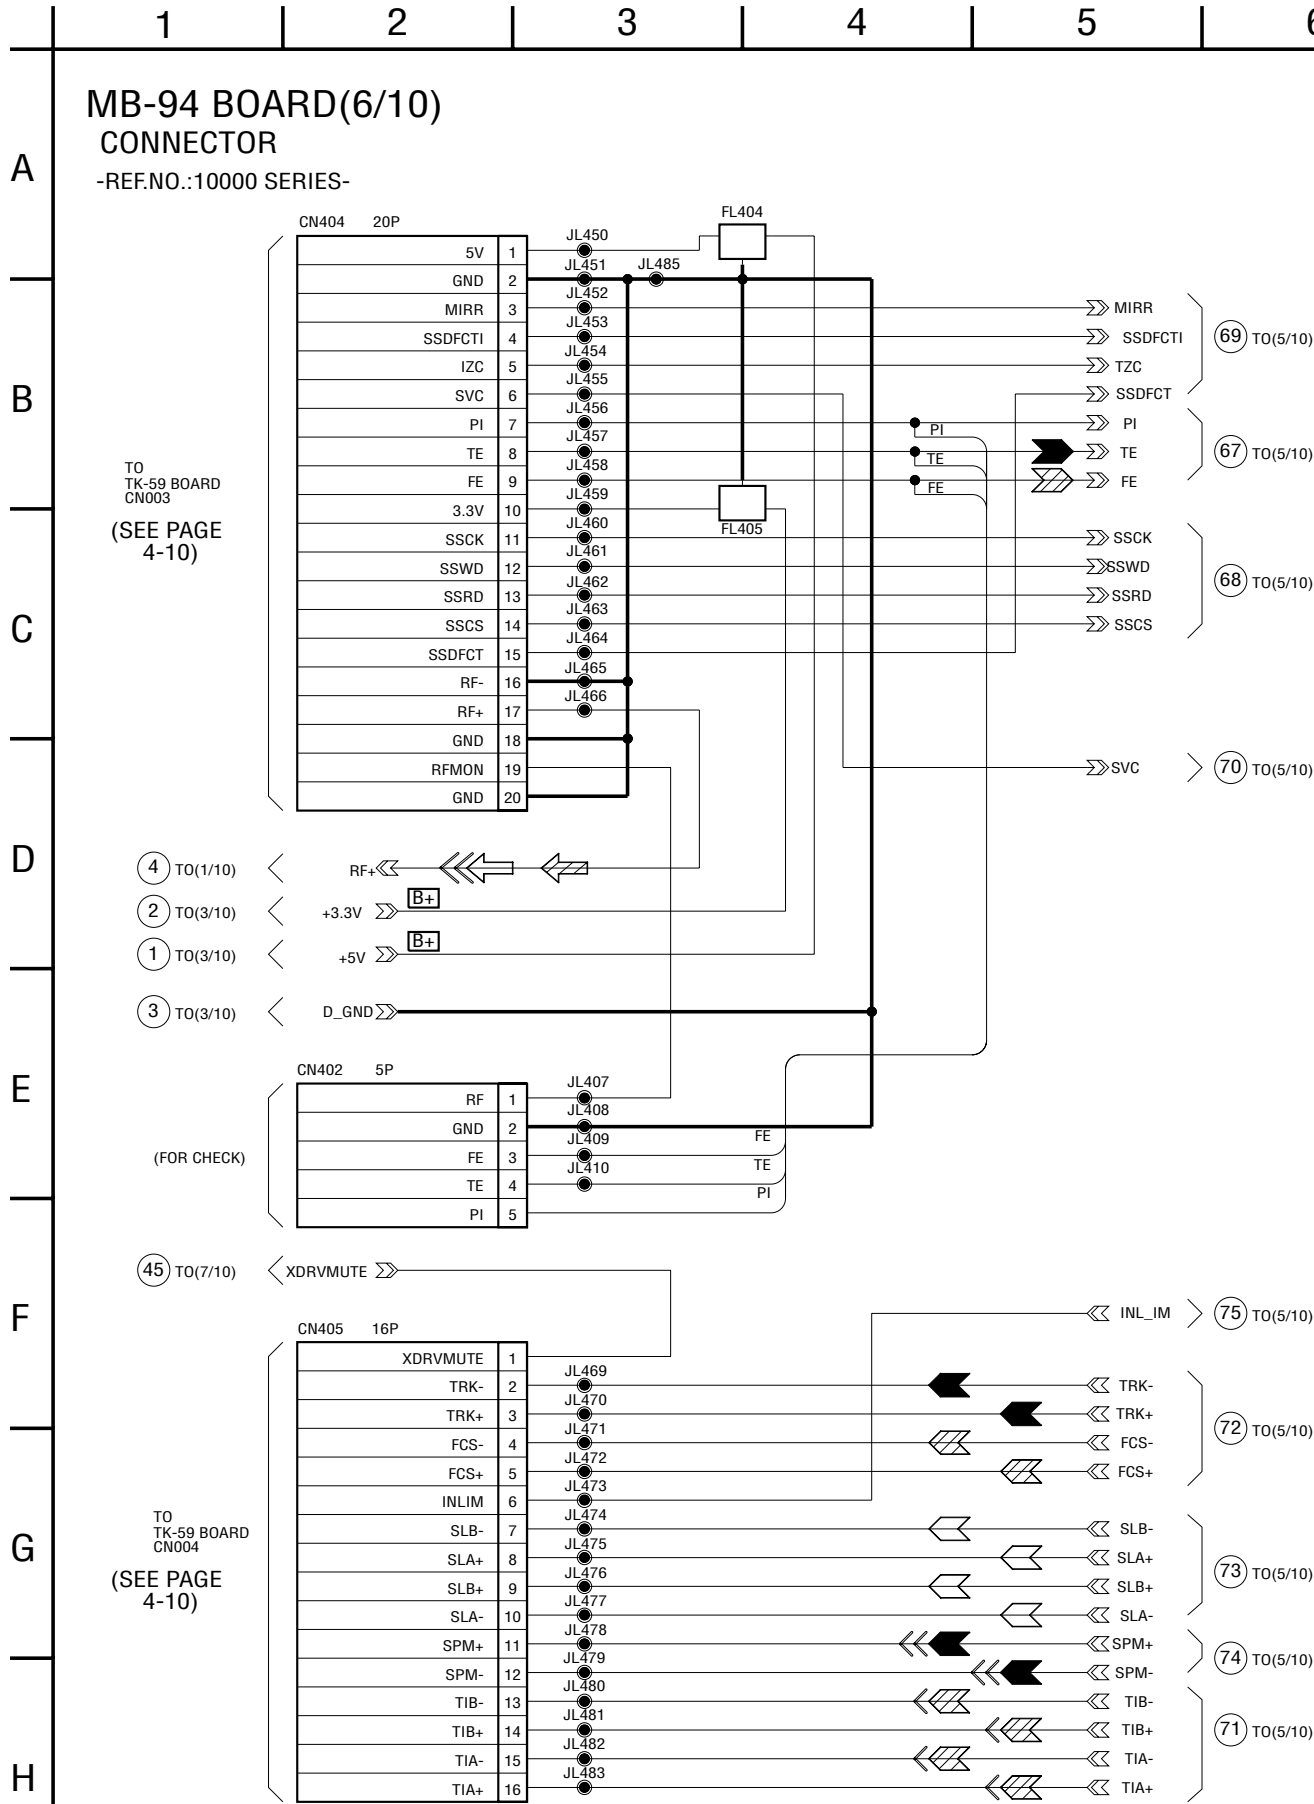 1 2 3 4 5 6
MB-94 BOARD(6/10)
CONNECTOR
-REF.NO.:10000 SERIES-
A
B
C
D
E
F
G
H
CN404 20P
TO
TK-59 BOARD
CN003
(SEE PAGE
4-10)
5V 1 JL450
GND 2 JL451 JL485
MIRR 3 JL452
SSDFCTI 4 JL453
IZC 5 JL454
SVC 6 JL455
PI 7 JL456
TE 8 JL457
FE 9 JL458
3.3V 10 JL459
SSCK 11 JL460
SSWD 12 JL461
SSRD 13 JL462
SSCS 14 JL463
SSDFCT 15 JL464
RF- 16 JL465
RF+ 17 JL466
GND 18
RFMON 19
GND 20
FL404
FL405
PI
TE
FE
MIRR
SSDFCTI
TZC
SSDFCT
69 TO(5/10)
PI
TE
FE
67 TO(5/10)
SSCK
SSWD
SSRD
SSCS
68 TO(5/10)
SVC 70 TO(5/10)
4 TO(1/10) RF+
2 TO(3/10) +3.3V B+
1 TO(3/10) +5V B+
3 TO(3/10) D_GND
CN402 5P
(FOR CHECK)
RF 1 JL407
GND 2 JL408
FE 3 JL409 FE
TE 4 JL410 TE
PI 5 PI
45 TO(7/10) XDRVMUTE
INL_IM 75 TO(5/10)
CN405 16P
TO
TK-59 BOARD
CN004
(SEE PAGE
4-10)
XDRVMUTE 1
TRK- 2 JL469 TRK-
TRK+ 3 JL470 TRK+
FCS- 4 JL471 FCS-
FCS+ 5 JL472 FCS+
72 TO(5/10)
INLIM 6 JL473
SLB- 7 JL474 SLB-
SLA+ 8 JL475 SLA+
SLB+ 9 JL476 SLB+
SLA- 10 JL477 SLA-
73 TO(5/10)
SPM+ 11 JL478 SPM+
SPM- 12 JL479 SPM-
74 TO(5/10)
TIB- 13 JL480 TIB-
TIB+ 14 JL481 TIB+
TIA- 15 JL482 TIA-
TIA+ 16 JL483 TIA+
71 TO(5/10)